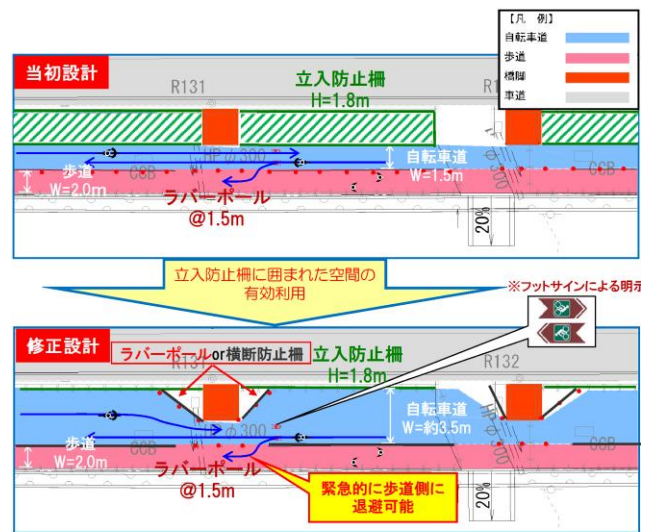 【凡 例】
自転車道
歩道
橋脚
車道
当初設計
R131
立入防止柵
H=1.8m
HPφ300
自転車道
W=1.5m
CCB
歩道
W=2.0m
ラバーポール
@1.5m
20%
立入防止柵に囲まれた空間の
有効利用
※フットサインによる明示
修正設計
ラバーポールor横断防止柵
立入防止柵
H=1.8m
R132
自転車道
W=約3.5m
CCB
歩道
W=2.0m
ラバーポール
@1.5m
緊急的に歩道側に
退避可能
20%